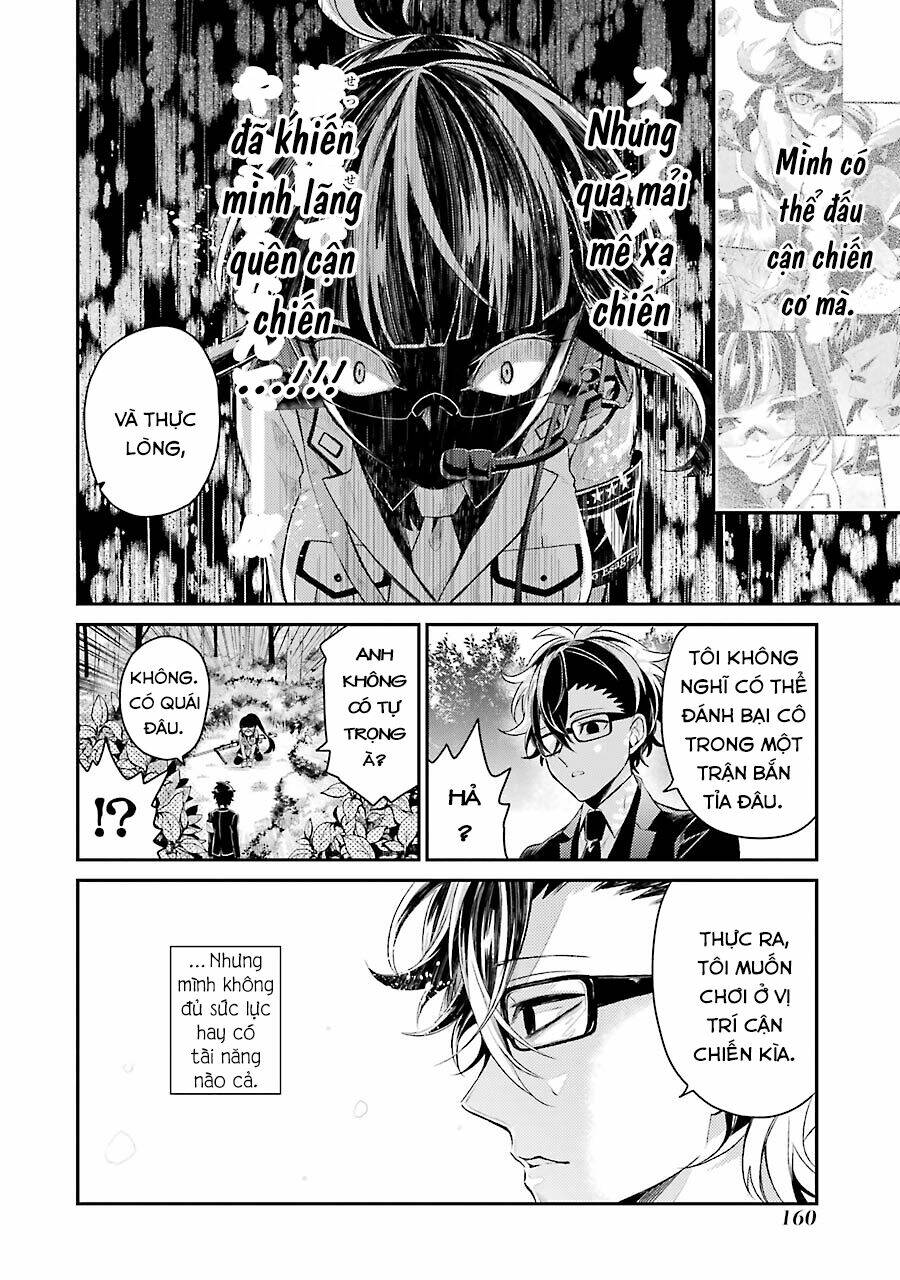 Mình có
thể đấu
cận chiến
cơ mà.
Nhưng
quá mải
mê xạ
chiến
đã khiến
mình lãng
quên cận
chiến
...!!!
VÀ THỰC
LÒNG,
TÔI KHÔNG
NGHĨ CÓ THỂ
ĐÁNH BẠI CÔ
TRONG MỘT
TRẬN BẮN
TỈA ĐÂU.
HẢ
?
ANH
KHÔNG
CÓ TỰ
TRỌNG
À?
KHÔNG.
CÓ QUÁI
ĐÂU.
!?
THỰC RA,
TÔI MUỐN
CHƠI Ở VỊ
TRÍ CẬN
CHIẾN KÌA.
...Nhưng
mình không
đủ sức lực
hay có
tài năng
nào cả.
160